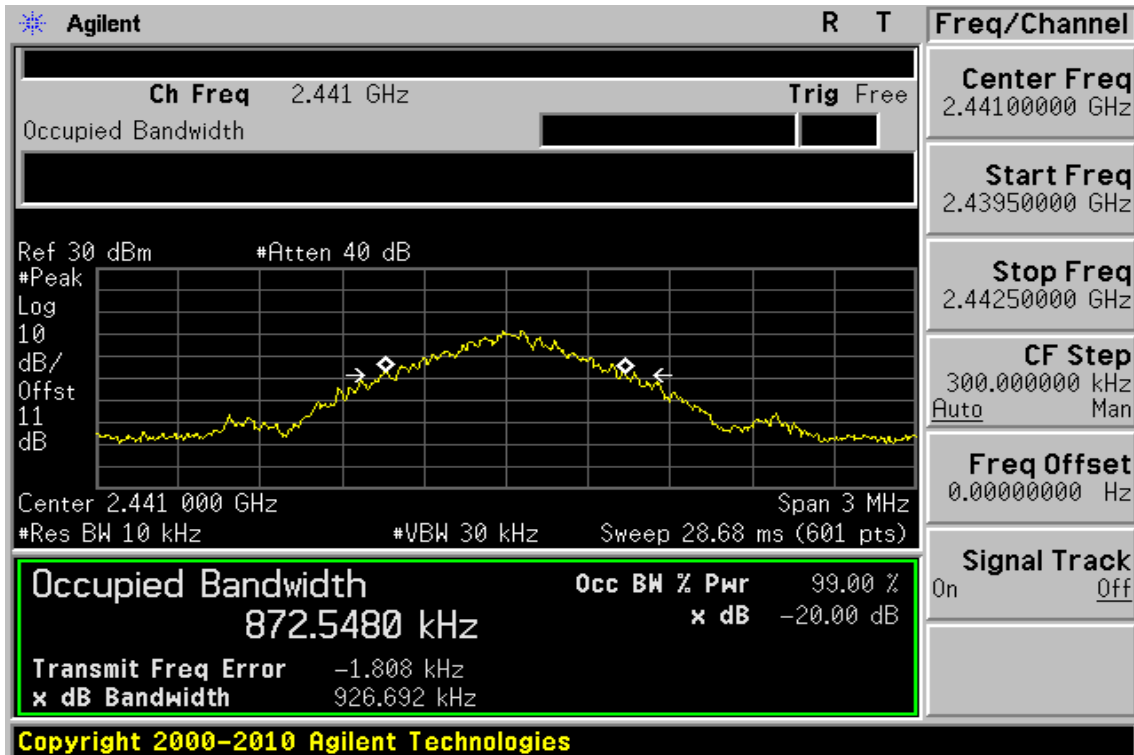 Agilent R T
Freq/Channel
Ch Freq 2.441 GHz Trig Free
Occupied Bandwidth
Center Freq
2.44100000 GHz
Start Freq
2.43950000 GHz
Stop Freq
2.44250000 GHz
CF Step
300.000000 kHz
Auto Man
Freq Offset
0.00000000 Hz
Signal Track
On Off
Ref 30 dBm #Atten 40 dB
#Peak
Log
10
dB/
Offst
11
dB
Center 2.441 000 GHz Span 3 MHz
#Res BW 10 kHz #VBW 30 kHz Sweep 28.68 ms (601 pts)
Occupied Bandwidth
872.5480 kHz
Occ BW % Pwr 99.00 %
x dB -20.00 dB
Transmit Freq Error -1.808 kHz
x dB Bandwidth 926.692 kHz
Copyright 2000-2010 Agilent Technologies